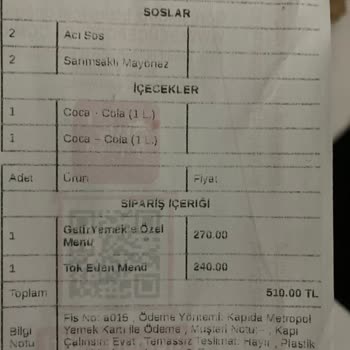 SOSLAR
2 Acı Sos
2 Sarımsaklı Mayonez
İÇECEKLER
1 Coca - Cola (1 L.)
1 Coca - Cola (1 L.)
Adet Ürün Fiyat
SİPARİŞ İÇERİĞİ
1 GetirYemek'e Özel Menü 270.00
1 Tok Eden Menü 240.00
Toplam 510.00 TL
Bilgi Notu
Fis No: a015 , Ödeme Yöntemi: Kapıda Metropol
Yemek Kartı ile Ödeme , Müşteri Notu: - , Kapı
Çalınsın: Evet , Temassız Teslimat: Hayır , Plastik